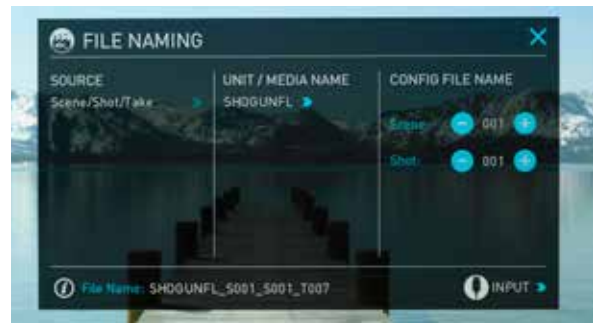 FILE NAMING
SOURCE
Scene/Shot/Take
UNIT / MEDIA NAME
SHOGUNFL
CONFIG FILE NAME
Scene:
001
Shot:
001
File Name: SHOGUNFL_S001_S001_T007
INPUT